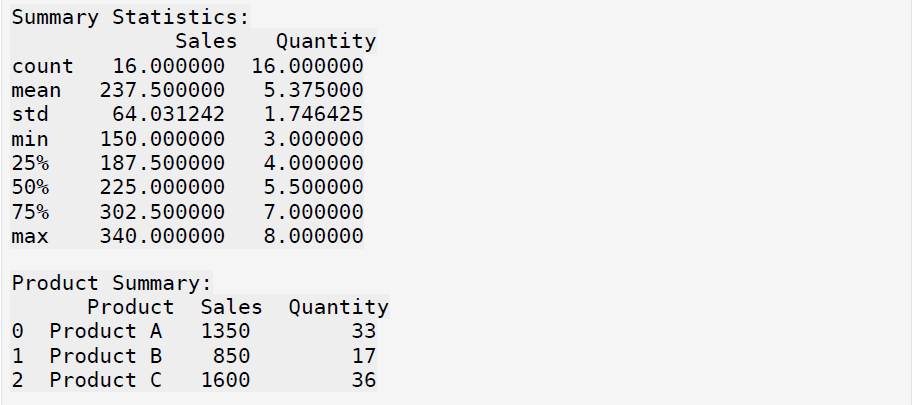 Summary Statistics:
Sales Quantity
count 16.000000 16.000000
mean 237.500000 5.375000
std 64.031242 1.746425
min 150.000000 3.000000
25% 187.500000 4.000000
50% 225.000000 5.500000
75% 302.500000 7.000000
max 340.000000 8.000000
Product Summary:
Product Sales Quantity
0 Product A 1350 33
1 Product B 850 17
2 Product C 1600 36